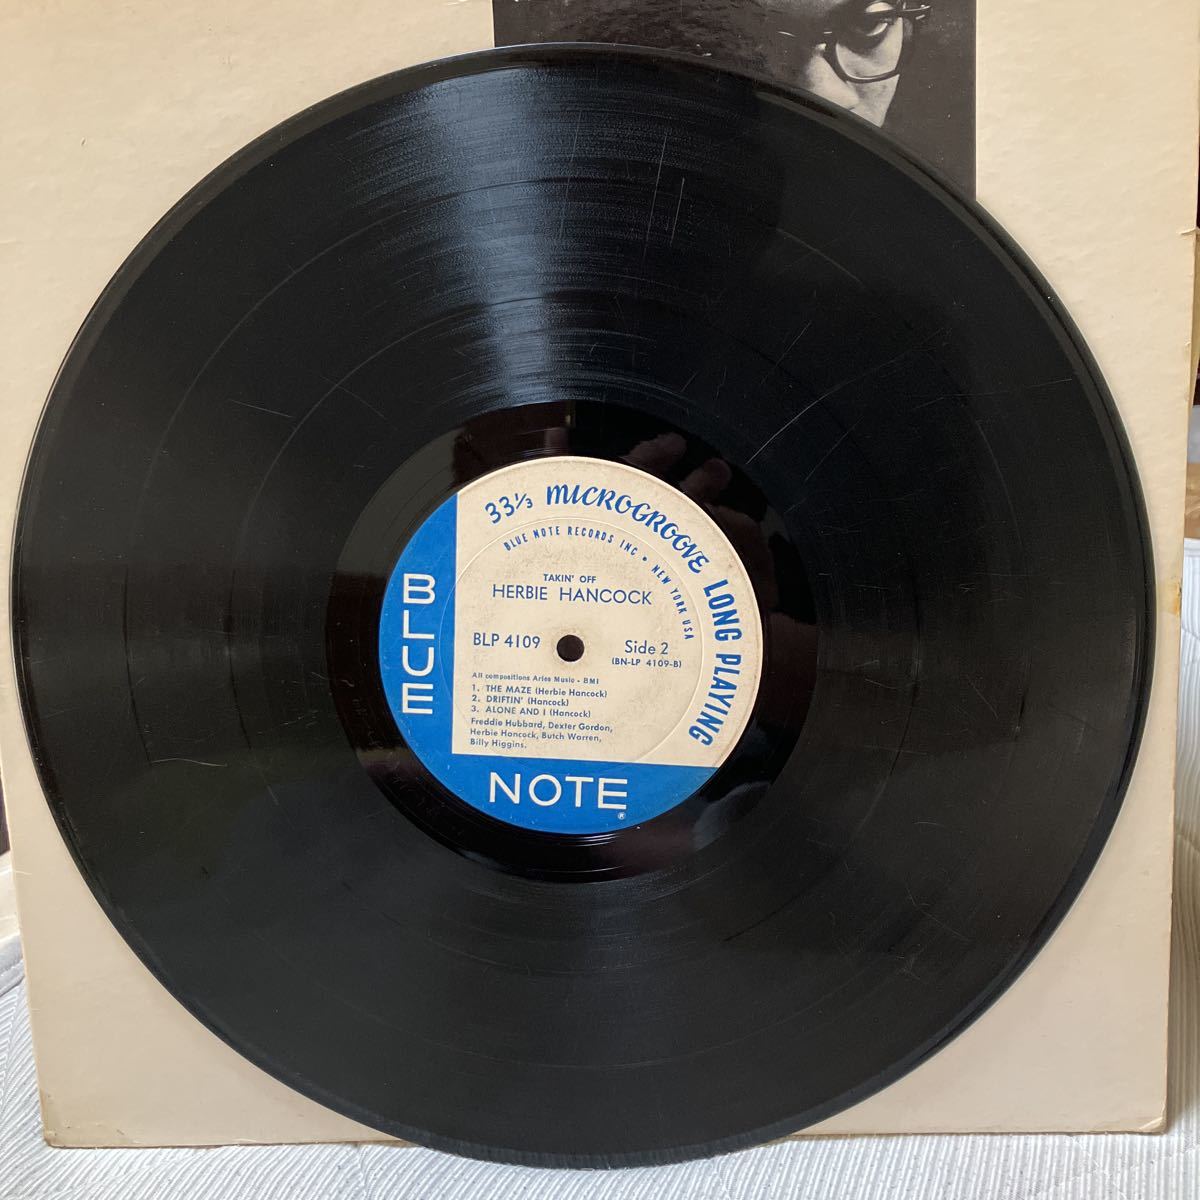 33⅓ MICROGROOVE LONG PLAYING
BLUE NOTE RECORDS INC • NEW YORK USA
TAKIN' OFF
HERBIE HANCOCK
BLP 4109
Side 2
(BN-LP 4109-B)
All compositions Aries Music - BMI
1. THE MAZE (Herbie Hancock)
2. DRIFTIN' (Hancock)
3. ALONE AND I (Hancock)
Freddie Hubbard, Dexter Gordon,
Herbie Hancock, Butch Warren,
Billy Higgins.
BLUE
NOTE
®